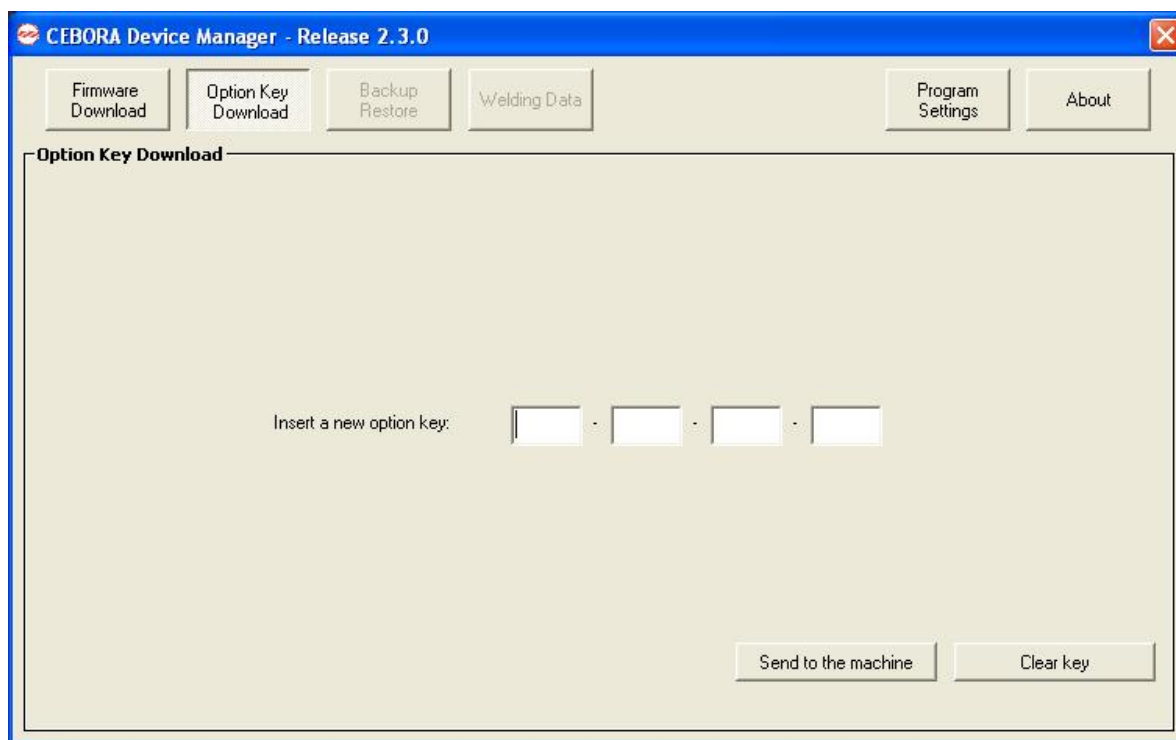 CEBORA Device Manager - Release 2.3.0
Firmware
Download
Option Key
Download
Backup
Restore
Welding Data
Program
Settings
About
Option Key Download
Insert a new option key:
- - -
Send to the machine
Clear key